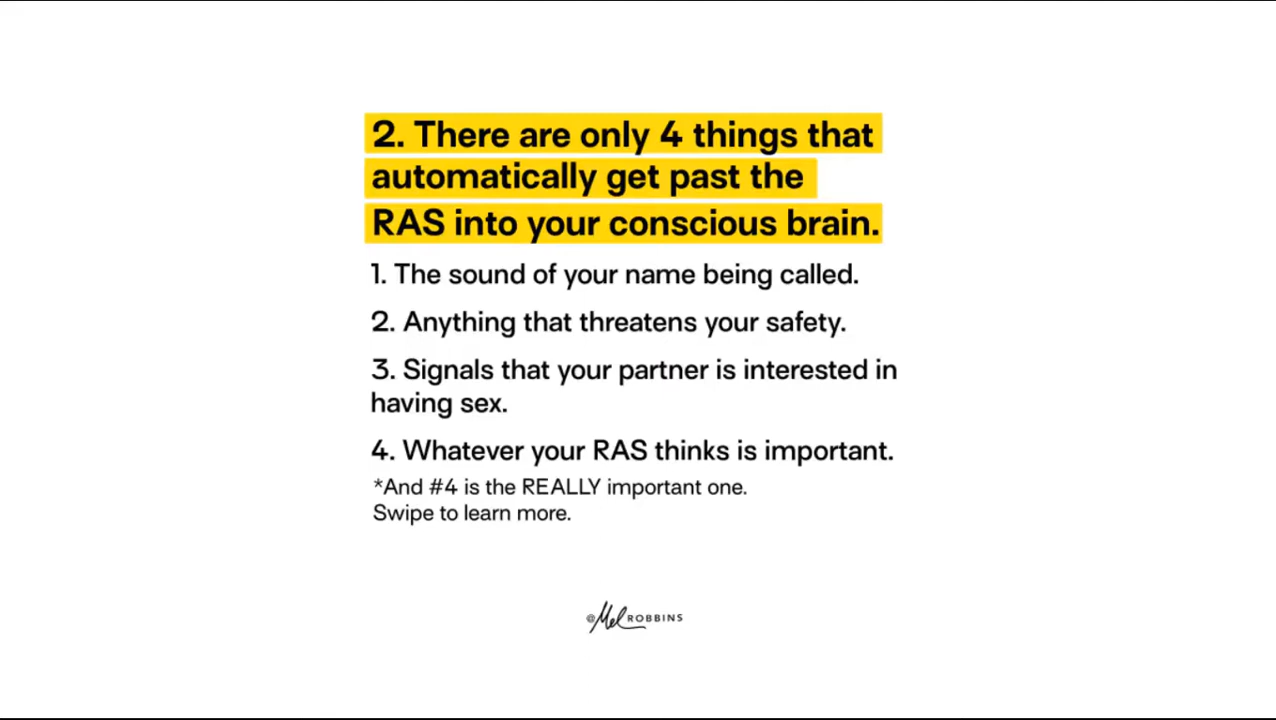 2. There are only 4 things that
automatically get past the
RAS into your conscious brain.
1. The sound of your name being called.
2. Anything that threatens your safety.
3. Signals that your partner is interested in
having sex.
4. Whatever your RAS thinks is important.
*And #4 is the REALLY important one.
Swipe to learn more.
@Mel ROBBINS